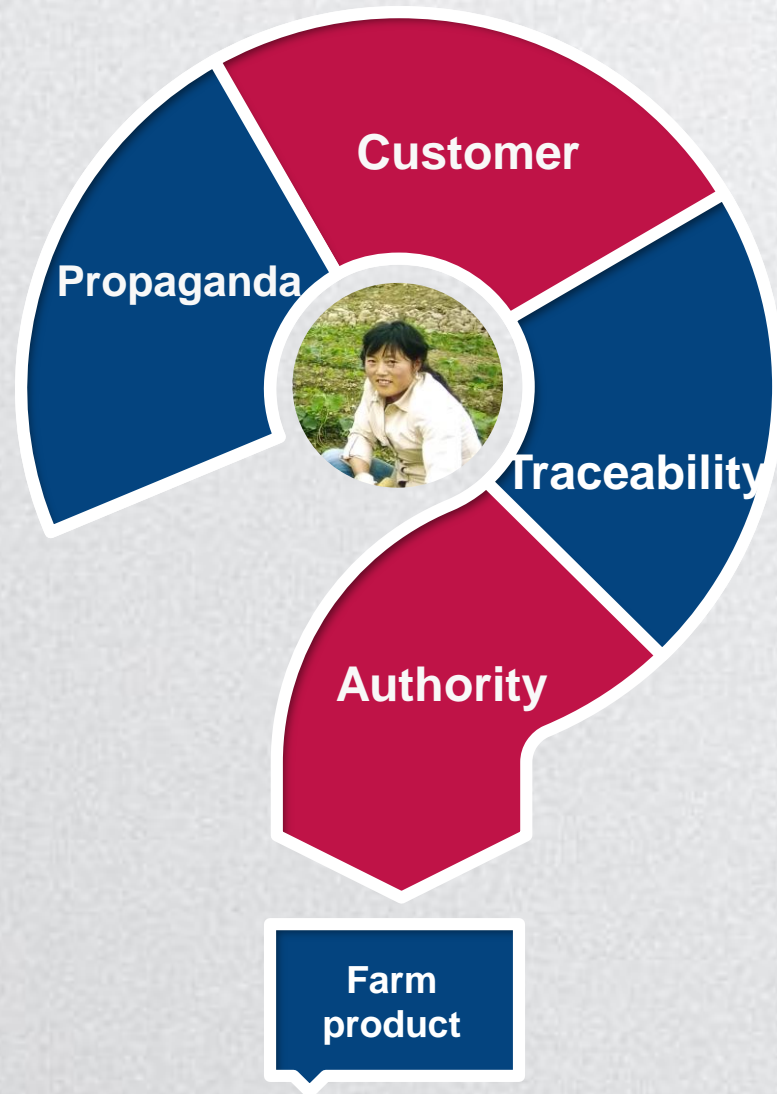 Customer
Propaganda
Traceability
Authority
Farm
product